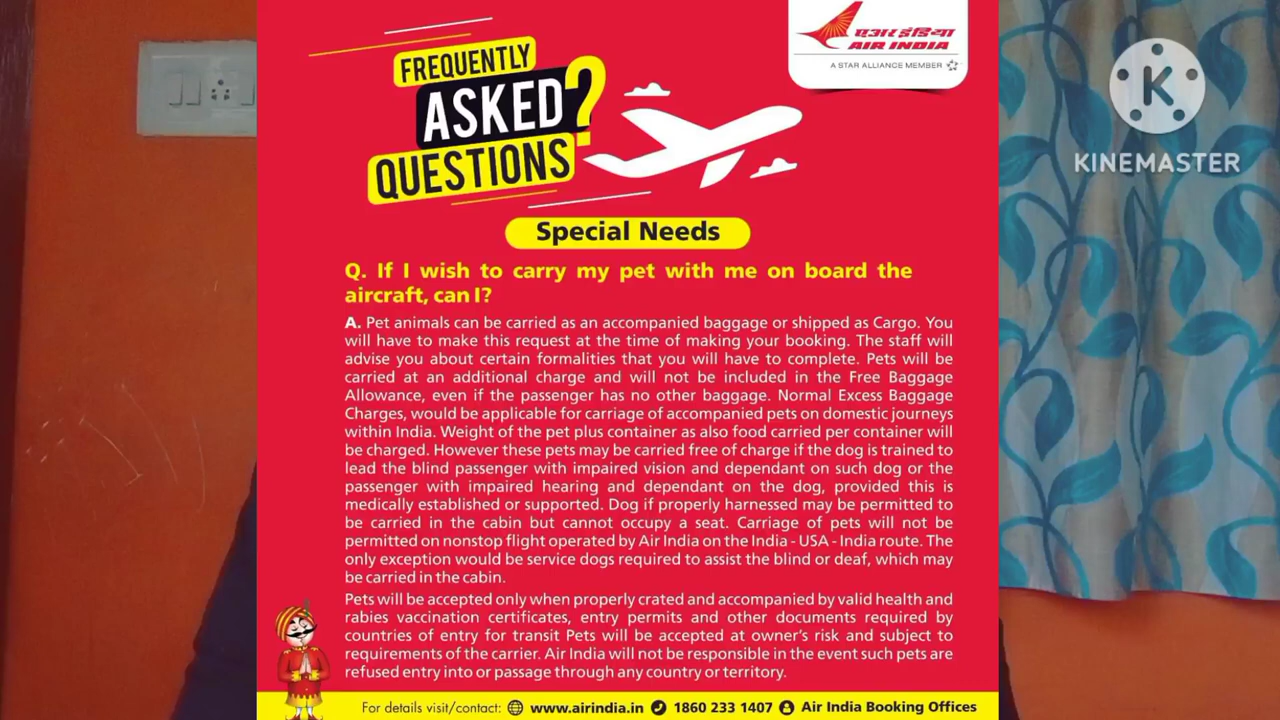 एअर इंडिया
AIR INDIA
A STAR ALLIANCE MEMBER
FREQUENTLY
ASKED?
QUESTIONS
K
KINEMASTER
Special Needs
Q. If I wish to carry my pet with me on board the
aircraft, can I?
A. Pet animals can be carried as an accompanied baggage or shipped as Cargo. You
will have to make this request at the time of making your booking. The staff will
advise you about certain formalities that you will have to complete. Pets will be
carried at an additional charge and will not be included in the Free Baggage
Allowance, even if the passenger has no other baggage. Normal Excess Baggage
Charges, would be applicable for carriage of accompanied pets on domestic journeys
within India. Weight of the pet plus container as also food carried per container will
be charged. However these pets may be carried free of charge if the dog is trained to
lead the blind passenger with impaired vision and dependant on such dog or the
passenger with impaired hearing and dependant on the dog, provided this is
medically established or supported. Dog if properly harnessed may be permitted to
be carried in the cabin but cannot occupy a seat. Carriage of pets will not be
permitted on nonstop flight operated by Air India on the India - USA - India route. The
only exception would be service dogs required to assist the blind or deaf, which may
be carried in the cabin.
Pets will be accepted only when properly crated and accompanied by valid health and
rabies vaccination certificates, entry permits and other documents required by
countries of entry for transit Pets will be accepted at owner's risk and subject to
requirements of the carrier. Air India will not be responsible in the event such pets are
refused entry into or passage through any country or territory.
For details visit/contact: www.airindia.in 1860 233 1407 Air India Booking Offices